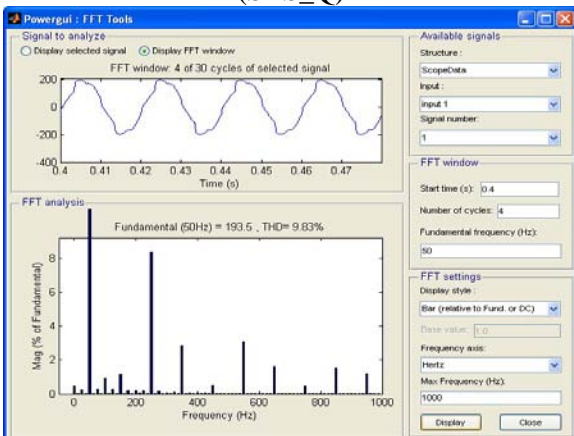 Powergui : FFT Tools
Signal to analyze
Display selected signal Display FFT window
FFT window: 4 of 30 cycles of selected signal
200
0
-200
-400
0.4 0.41 0.42 0.43 0.44 0.45 0.46 0.47
Time (s)
FFT analysis
Fundamental (50Hz) = 193.5 , THD= 9.83%
8
6
4
2
0
Mag (% of Fundamental)
0 200 400 600 800 1000
Frequency (Hz)
Available signals
Structure :
ScopeData
Input :
input 1
Signal number:
1
FFT window
Start time (s): 0.4
Number of cycles: 4
Fundamental frequency (Hz):
50
FFT settings
Display style :
Bar (relative to Fund. or DC)
Base value: 1.0
Frequency axis:
Hertz
Max Frequency (Hz):
1000
Display Close